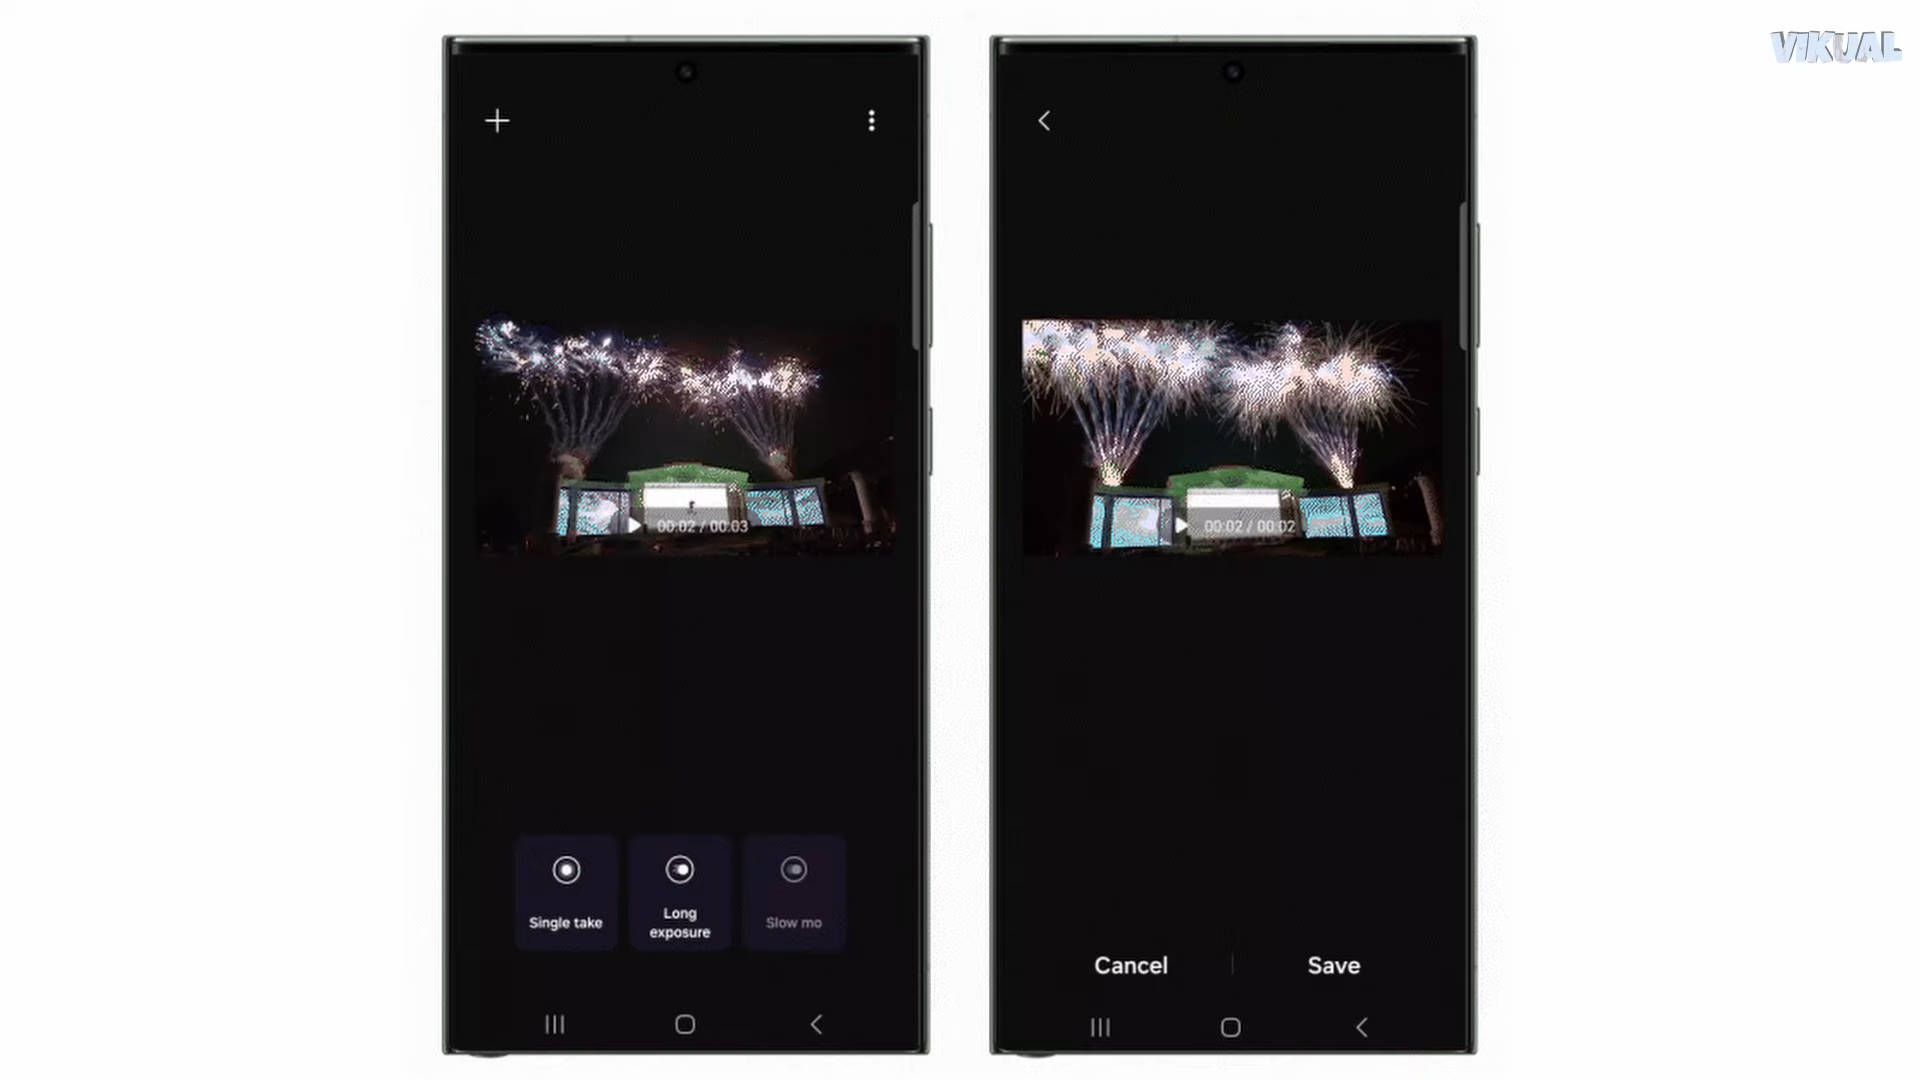 VIKUAL
00:02 / 00:03
Single take
Long
exposure
Slow mo
00:02 / 00:02
Cancel
Save